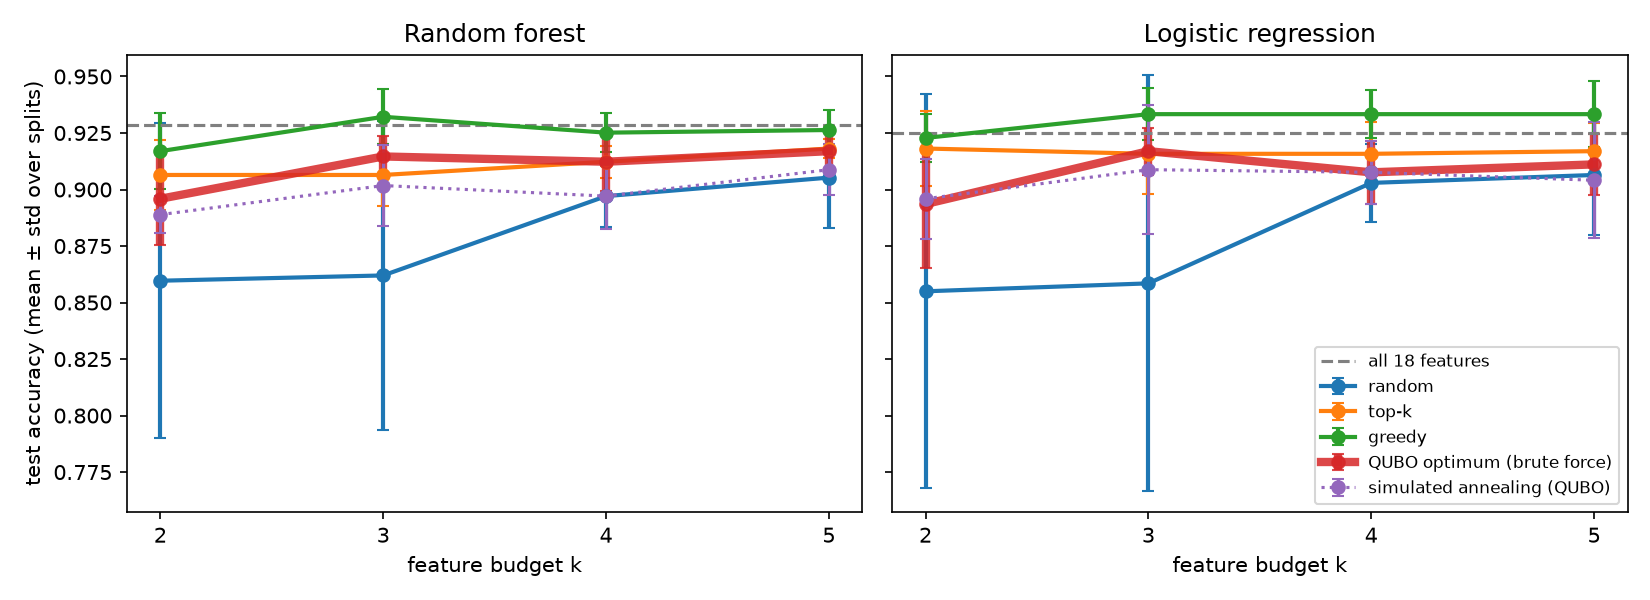 Random forest
Logistic regression
test accuracy (mean ± std over splits)
0.950
0.925
0.900
0.875
0.850
0.825
0.800
0.775
2 3 4 5
feature budget k
2 3 4 5
feature budget k
all 18 features
random
top-k
greedy
QUBO optimum (brute force)
simulated annealing (QUBO)